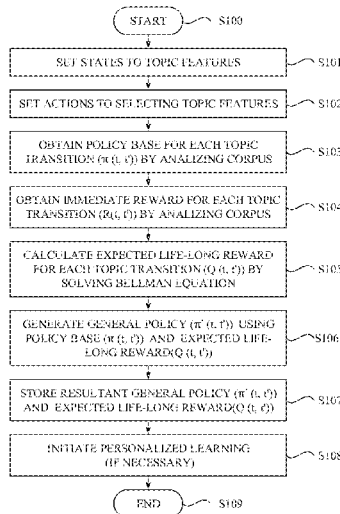 START
S100
SET STATES TO TOPIC FEATURES
S101
SET ACTIONS TO SELECTING TOPIC FEATURES
S102
OBTAIN POLICY BASE FOR EACH TOPIC
TRANSITION (π (t, t')) BY ANALIZING CORPUS
S103
OBTAIN IMMEDIATE REWARD FOR EACH TOPIC
TRANSITION (R(t, t')) BY ANALIZING CORPUS
S104
CALCULATE EXPECTED LIFE-LONG REWARD
FOR EACH TOPIC TRANSITION (Q (t, t')) BY
SOLVING BELLMAN EQUATION
S105
GENERATE GENERAL POLICY (π' (t, t')) USING
POLICY BASE (π (t, t')) AND EXPECTED LIFE-
LONG REWARD(Q (t, t'))
S106
STORE RESULTANT GENERAL POLICY (π' (t, t'))
AND EXPECTED LIFE-LONG REWARD(Q (t, t'))
S107
INITIATE PERSONALIZED LEARNING
(IF NECESSARY)
S108
END
S109